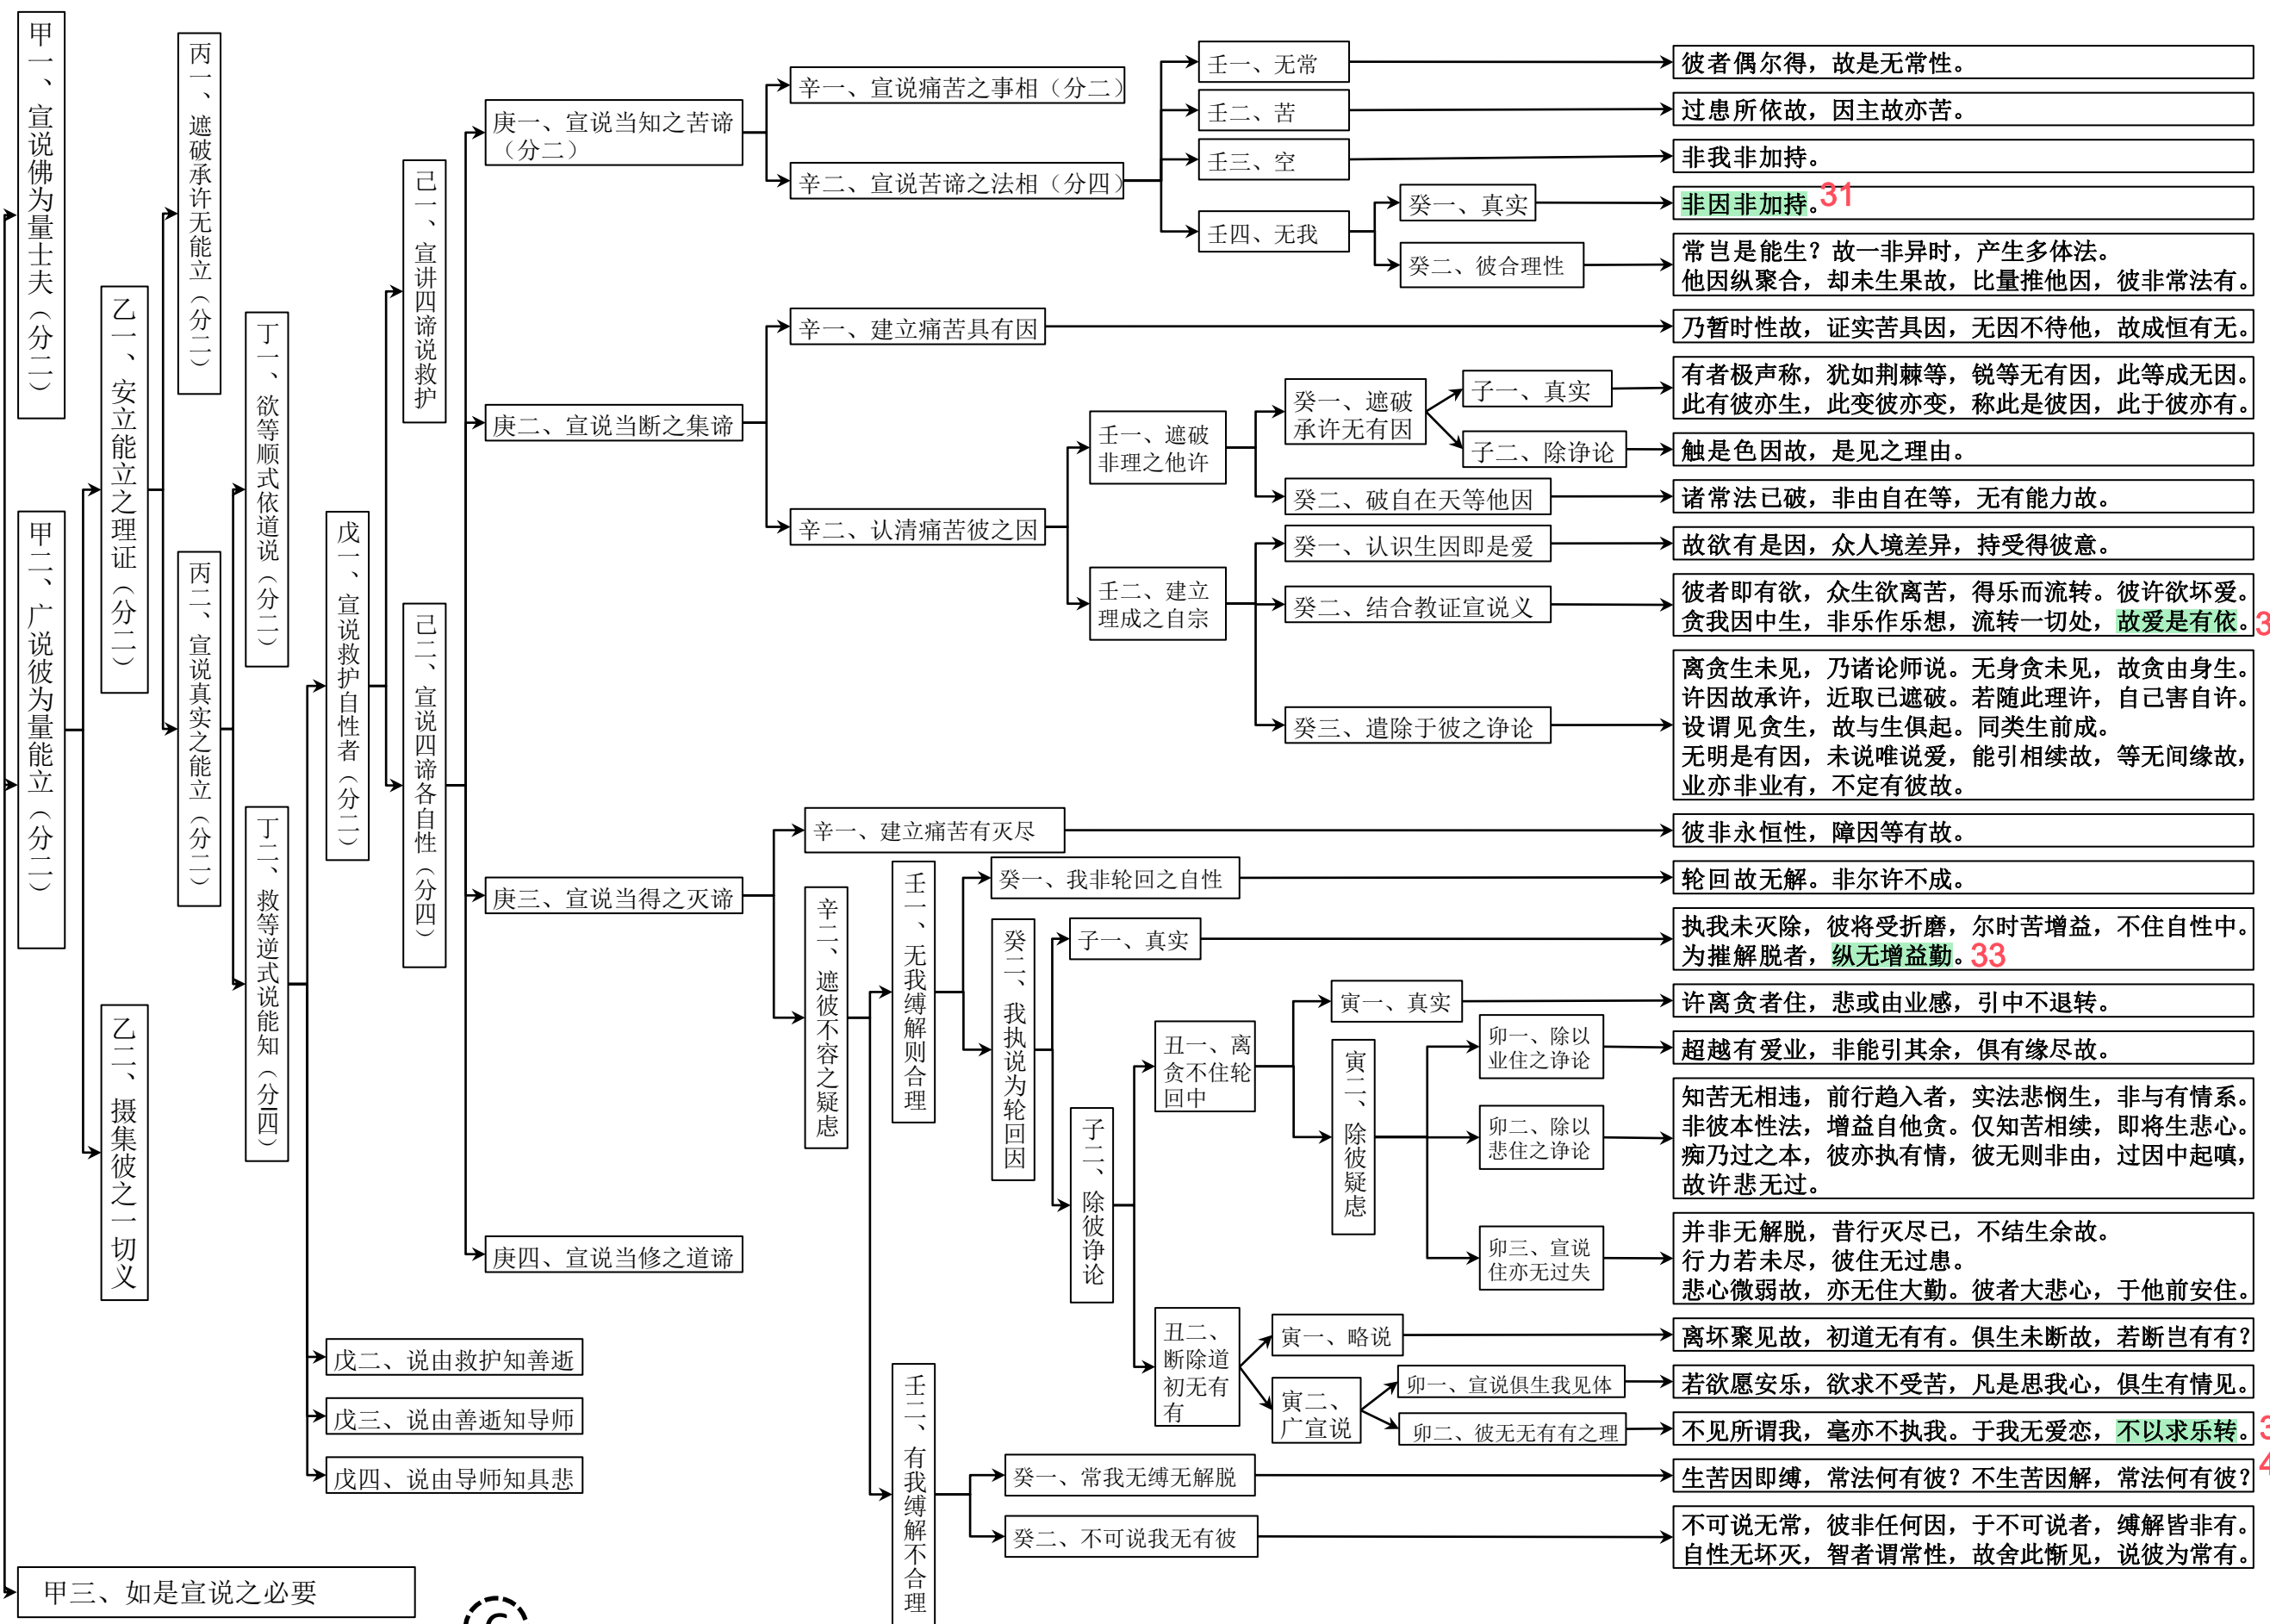 甲一、宣说佛为量士夫（分二）
甲二、广说彼为量能立（分二）
甲三、如是宣说之必要
乙一、安立能立之理证（分二）
乙二、摄集彼之一切义
丙一、遮破承许无能立（分二）
丙二、宣说真实之能立（分二）
丁一、欲等顺式依道说（分二）
丁二、救等逆式说能知（分四）
戊一、宣说救护自性者（分二）
戊二、说由救护知善逝
戊三、说由善逝知导师
戊四、说由导师知具悲
己一、宣讲四谛说救护
己二、宣说四谛各自性（分四）
庚一、宣说当知之苦谛
（分二）
辛一、宣说痛苦之事相（分二）
辛二、宣说苦谛之法相（分四）
壬一、无常
彼者偶尔得，故是无常性。
壬二、苦
过患所依故，因主故亦苦。
壬三、空
非我非加持。
壬四、无我
癸一、真实
非因非加持。31
癸二、彼合理性
常岂是能生？故一非异时，产生多体法。
他因纵聚合，却未生果故，比量推他因，彼非常法有。
庚二、宣说当断之集谛
辛一、建立痛苦具有因
乃暂时性故，证实苦具因，无因不待他，故成恒有无。
辛二、认清痛苦彼之因
壬一、遮破
非理之他许
癸一、遮破
承许无有因
子一、真实
有者极声称，犹如荆棘等，锐等无有因，此等成无因。
此有彼亦生，此变彼亦变，称此是彼因，此于彼亦有。
子二、除诤论
触是色因故，是见之理由。
癸二、破自在天等他因
诸常法已破，非由自在等，无有能力故。
壬二、建立
理成之自宗
癸一、认识生因即是爱
故欲有是因，众人境差异，持受得彼意。
癸二、结合教证宣说义
彼者即有欲，众生欲离苦，得乐而流转。彼许欲坏爱。
贪我因中生，非乐作乐想，流转一切处，故爱是有依。3
癸三、遣除于彼之诤论
离贪生未见，乃诸论师说。无身贪未见，故贪由身生。
许因故承许，近取已遮破。若随此理许，自己害自许。
设谓见贪生，故与生俱起。同类生前成。
无明是有因，未说唯说爱，能引相续故，等无间缘故，
业亦非业有，不定有彼故。
庚三、宣说当得之灭谛
辛一、建立痛苦有灭尽
彼非永恒性，障因等有故。
辛二、遮彼不容之疑虑
壬一、无我缚解则合理
癸一、我非轮回之自性
轮回故无解。非尔许不成。
癸二、我执说为轮回因
子一、真实
执我未灭除，彼将受折磨，尔时苦增益，不住自性中。
为摧解脱者，纵无增益勤。33
子二、除彼诤论
丑一、离
贪不住轮
回中
寅一、真实
许离贪者住，悲或由业感，引中不退转。
寅二、除彼疑虑
卯一、除以
业住之诤论
超越有爱业，非能引其余，俱有缘尽故。
卯二、除以
悲住之诤论
知苦无相违，前行趋入者，实法悲悯生，非与有情系。
非彼本性法，增益自他贪。仅知苦相续，即将生悲心。
痴乃过之本，彼亦执有情，彼无则非由，过因中起嗔，
故许悲无过。
卯三、宣说
住亦无过失
并非无解脱，昔行灭尽已，不结生余故。
行力若未尽，彼住无过患。
悲心微弱故，亦无住大勤。彼者大悲心，于他前安住。
丑二、
断除道
初无有
有
寅一、略说
离坏聚见故，初道无有有。俱生未断故，若断岂有有？
寅二、
广宣说
卯一、宣说俱生我见体
若欲愿安乐，欲求不受苦，凡是思我心，俱生有情见。
卯二、彼无无有有之理
不见所谓我，毫亦不执我。于我无爱恋，不以求乐转。3
4
壬二、有我缚解不合理
癸一、常我无缚无解脱
生苦因即缚，常法何有彼？不生苦因解，常法何有彼？
癸二、不可说我无有彼
不可说无常，彼非任何因，于不可说者，缚解皆非有。
自性无坏灭，智者谓常性，故舍此惭见，说彼为常有。
庚四、宣说当修之道谛